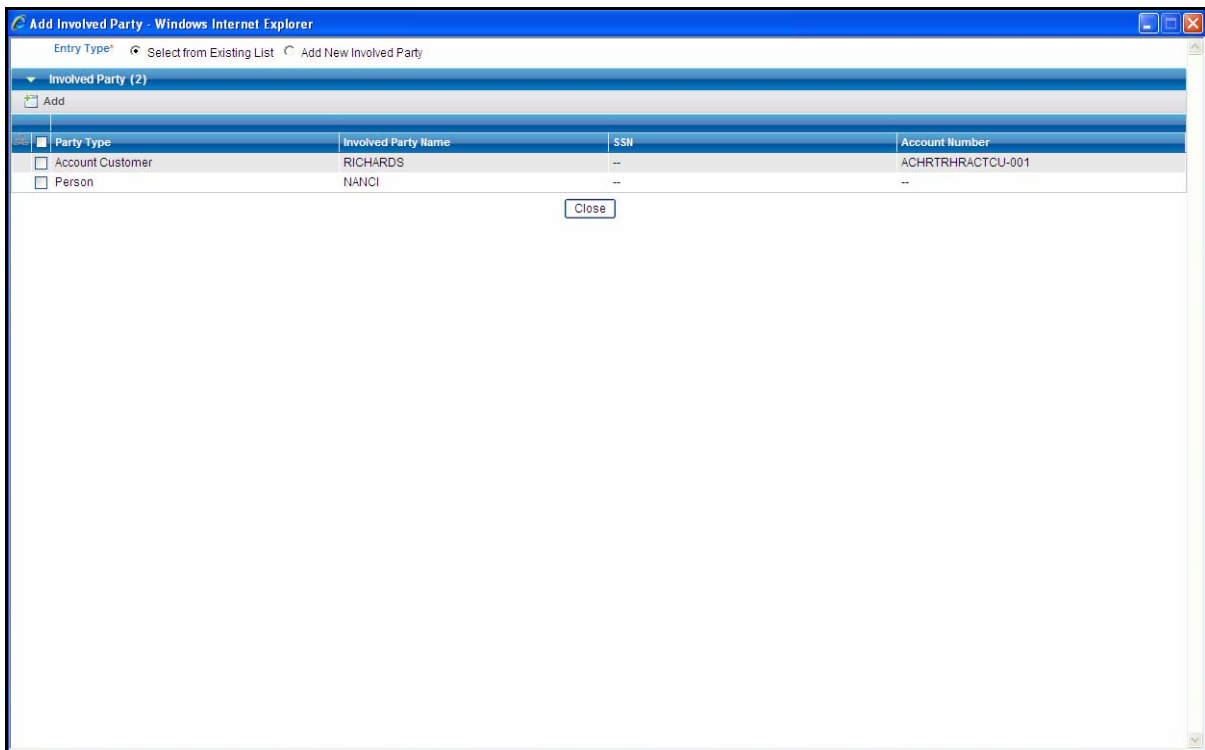 Add Involved Party - Windows Internet Explorer
Entry Type* Select from Existing List Add New Involved Party
Involved Party (2)
Add
Party Type Involved Party Name SSN Account Number
Account Customer RICHARDS -- ACHRTRHRACTCU-001
Person NANCI -- --
Close